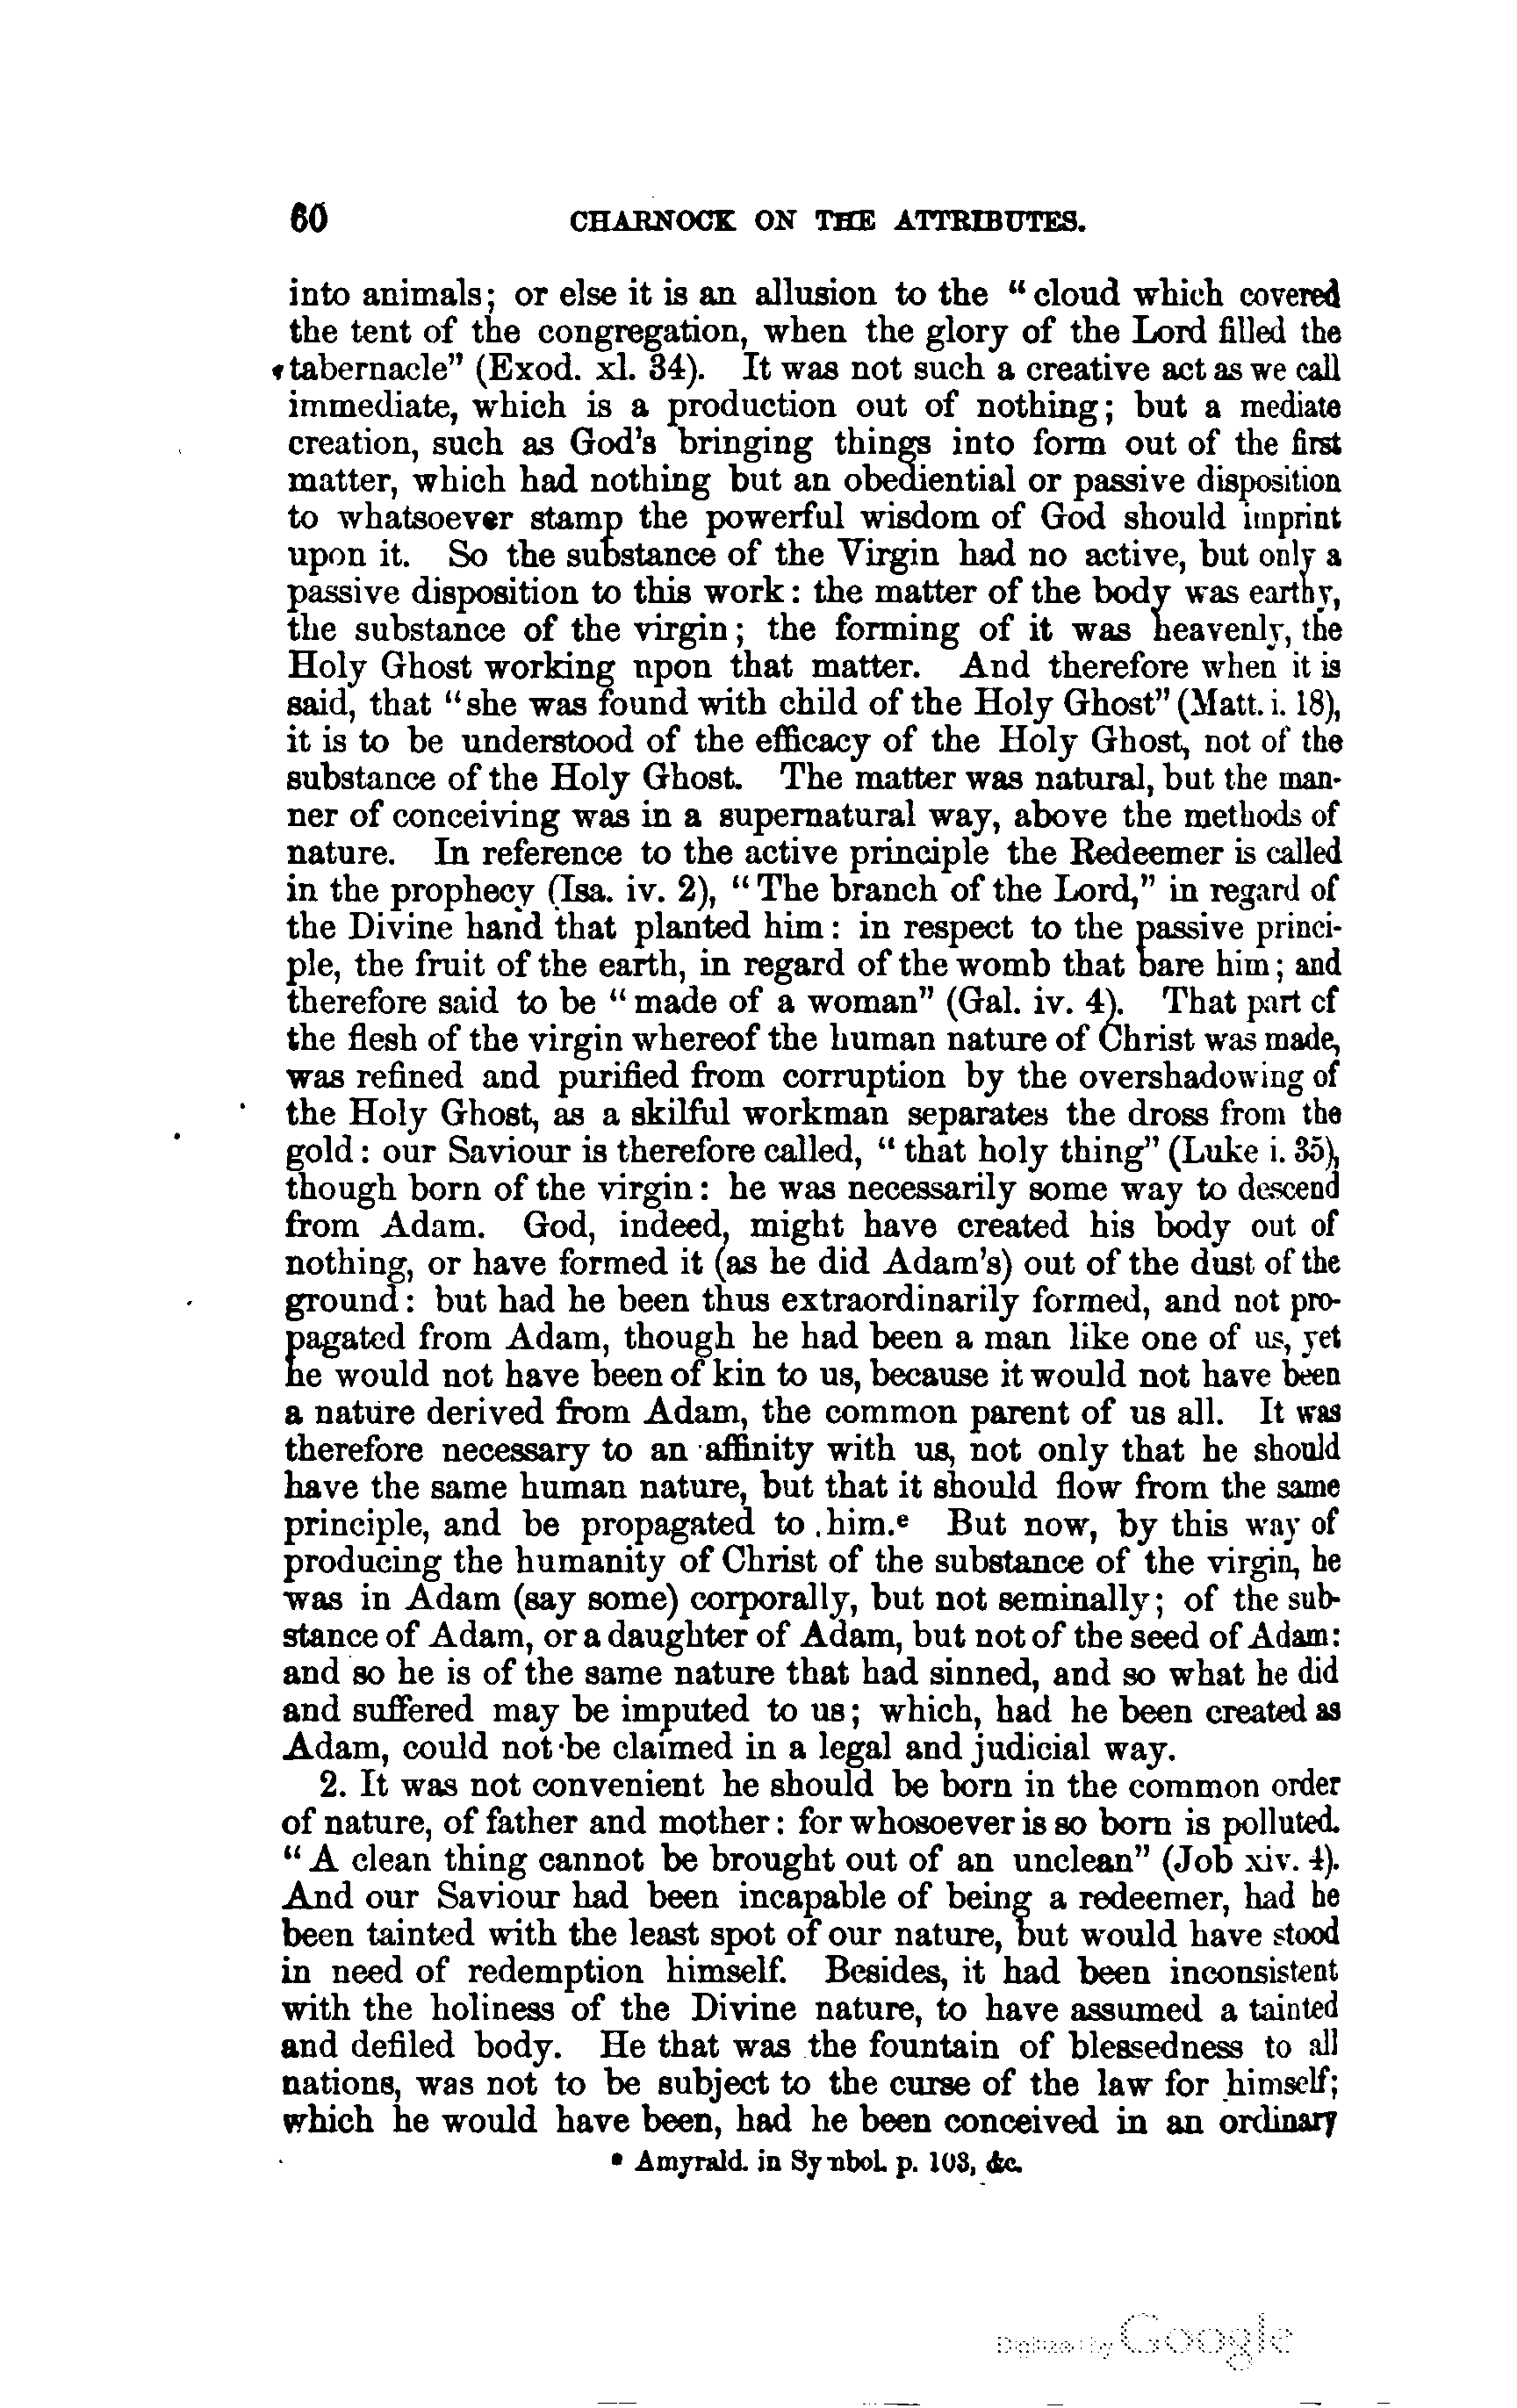 60 CHARNOCK ON THE ATTRIBUTES.
into animals; or else it is an allusion to the "cloud which covered
the tent of the congregation, when the glory of the Lord filled the
tabernacle" (Exod. xl. 34). It was not such a creative act as we call
immediate, which is a production out of nothing; but a mediate
creation, such as God's bringing things into form out of the first
matter, which had nothing but an obediential or passive disposition
to whatsoever stamp the powerful wisdom of God should imprint
upon it. So the substance of the Virgin had no active, but only a
passive disposition to this work: the matter of the body was earthy,
the substance of the virgin; the forming of it was heavenly, the
Holy Ghost working upon that matter. And therefore when it is
said, that "she was found with child of the Holy Ghost" (Matt. i. 18),
it is to be understood of the efficacy of the Holy Ghost, not of the
substance of the Holy Ghost. The matter was natural, but the man-
ner of conceiving was in a supernatural way, above the methods of
nature. In reference to the active principle the Redeemer is called
in the prophecy (Isa. iv. 2), "The branch of the Lord," in regard of
the Divine hand that planted him: in respect to the passive princi-
ple, the fruit of the earth, in regard of the womb that bare him; and
therefore said to be "made of a woman" (Gal. iv. 4). That part of
the flesh of the virgin whereof the human nature of Christ was made,
was refined and purified from corruption by the overshadowing of
the Holy Ghost, as a skilful workman separates the dross from the
gold: our Saviour is therefore called, "that holy thing" (Luke i. 35),
though born of the virgin: he was necessarily some way to descend
from Adam. God, indeed, might have created his body out of
nothing, or have formed it (as he did Adam's) out of the dust of the
ground: but had he been thus extraordinarily formed, and not pro-
pagated from Adam, though he had been a man like one of us, yet
he would not have been of kin to us, because it would not have been
a nature derived from Adam, the common parent of us all. It was
therefore necessary to an affinity with us, not only that he should
have the same human nature, but that it should flow from the same
principle, and be propagated to him.e But now, by this way of
producing the humanity of Christ of the substance of the virgin, he
was in Adam (say some) corporally, but not seminally; of the sub-
stance of Adam, or a daughter of Adam, but not of the seed of Adam:
and so he is of the same nature that had sinned, and so what he did
and suffered may be imputed to us; which, had he been created as
Adam, could not be claimed in a legal and judicial way.
2. It was not convenient he should be born in the common order
of nature, of father and mother: for whosoever is so born is polluted.
"A clean thing cannot be brought out of an unclean" (Job xiv. 4).
And our Saviour had been incapable of being a redeemer, had he
been tainted with the least spot of our nature, but would have stood
in need of redemption himself. Besides, it had been inconsistent
with the holiness of the Divine nature, to have assumed a tainted
and defiled body. He that was the fountain of blessedness to all
nations, was not to be subject to the curse of the law for himself;
which he would have been, had he been conceived in an ordinary
e Amyrald. in Symbol. p. 103, &c.
Digitized by Google